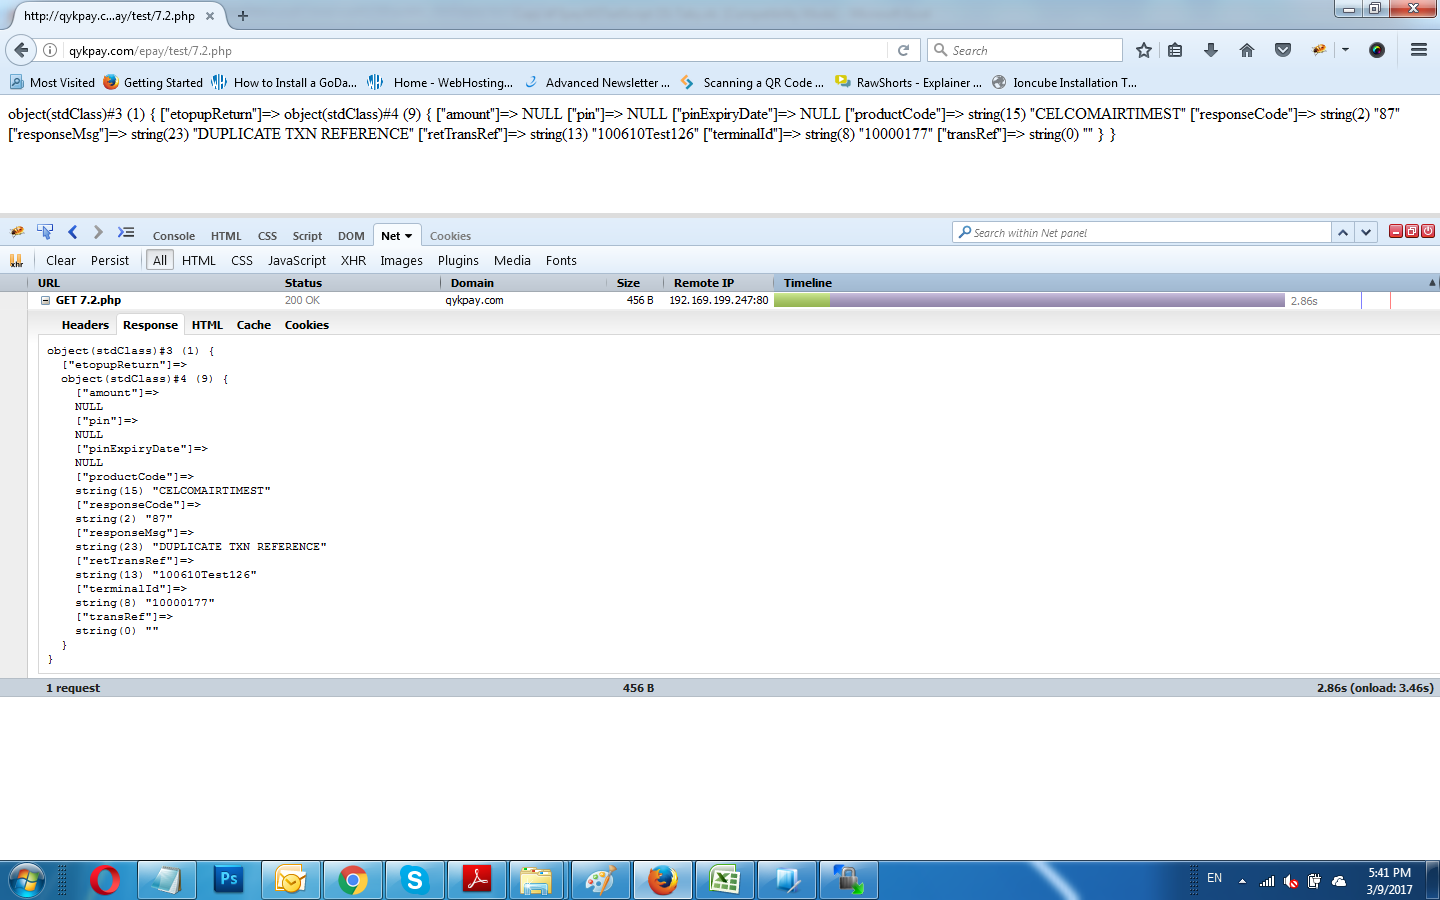 http://qykpay.c...ay/test/7.2.php
qykpay.com/epay/test/7.2.php
Search
Most Visited Getting Started How to Install a GoDa... Home - WebHosting... Advanced Newsletter ... Scanning a QR Code ... RawShorts - Explainer ... Ioncube Installation T...
object(stdClass)#3 (1) { ["etopupReturn"]=> object(stdClass)#4 (9) { ["amount"]=> NULL ["pin"]=> NULL ["pinExpiryDate"]=> NULL ["productCode"]=> string(15) "CELCOMAIRTIMEST" ["responseCode"]=> string(2) "87"
["responseMsg"]=> string(23) "DUPLICATE TXN REFERENCE" ["retTransRef"]=> string(13) "100610Test126" ["terminalId"]=> string(8) "10000177" ["transRef"]=> string(0) "" } }
Console HTML CSS Script DOM Net Cookies Search within Net panel
xhr Clear Persist All HTML CSS JavaScript XHR Images Plugins Media Fonts
URL Status Domain Size Remote IP Timeline
GET 7.2.php 200 OK qykpay.com 456 B 192.169.199.247:80 2.86s
Headers Response HTML Cache Cookies
object(stdClass)#3 (1) {
["etopupReturn"]=>
object(stdClass)#4 (9) {
["amount"]=>
NULL
["pin"]=>
NULL
["pinExpiryDate"]=>
NULL
["productCode"]=>
string(15) "CELCOMAIRTIMEST"
["responseCode"]=>
string(2) "87"
["responseMsg"]=>
string(23) "DUPLICATE TXN REFERENCE"
["retTransRef"]=>
string(13) "100610Test126"
["terminalId"]=>
string(8) "10000177"
["transRef"]=>
string(0) ""
}
}
1 request 456 B 2.86s (onload: 3.46s)
Ps
EN
5:41 PM
3/9/2017